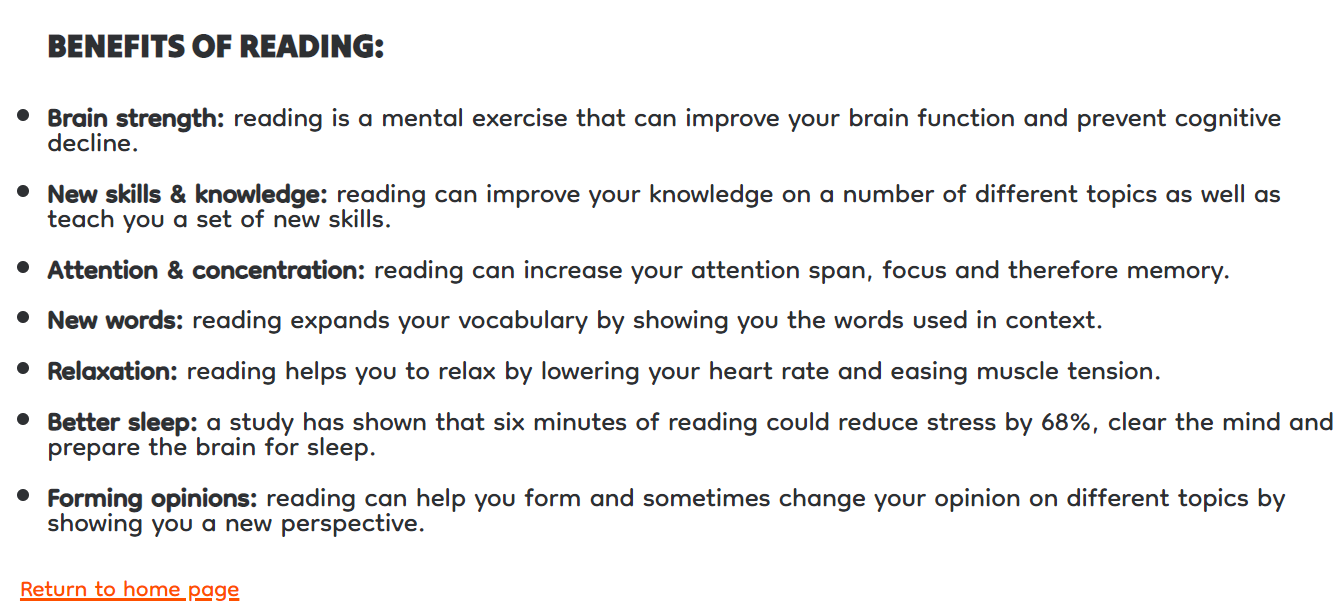 BENEFITS OF READING:
• Brain strength: reading is a mental exercise that can improve your brain function and prevent cognitive
decline.
• New skills & knowledge: reading can improve your knowledge on a number of different topics as well as
teach you a set of new skills.
• Attention & concentration: reading can increase your attention span, focus and therefore memory.
• New words: reading expands your vocabulary by showing you the words used in context.
• Relaxation: reading helps you to relax by lowering your heart rate and easing muscle tension.
• Better sleep: a study has shown that six minutes of reading could reduce stress by 68%, clear the mind and
prepare the brain for sleep.
• Forming opinions: reading can help you form and sometimes change your opinion on different topics by
showing you a new perspective.
Return to home page